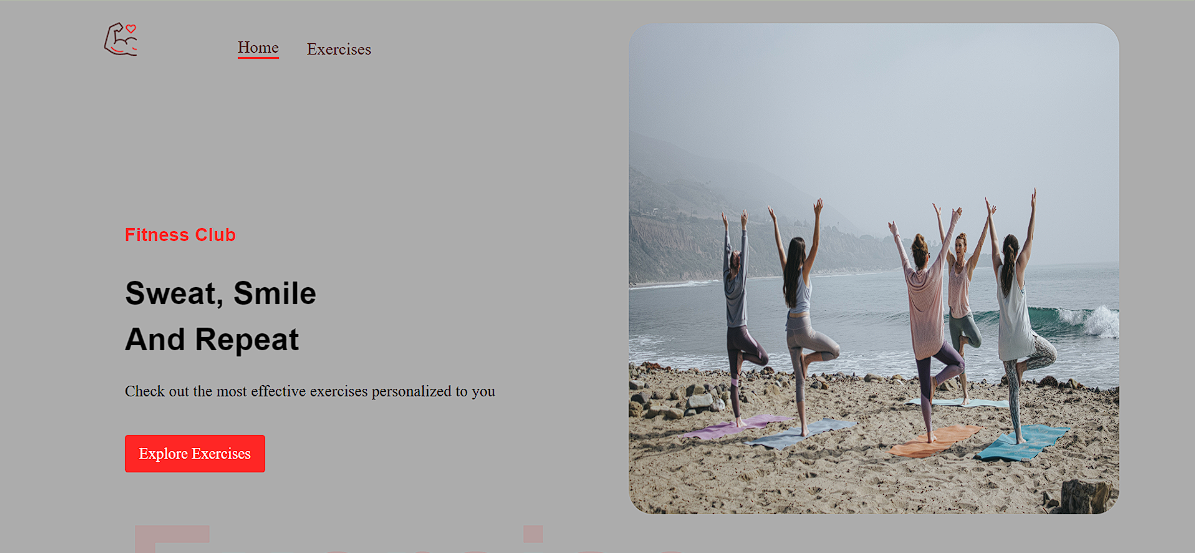 Home
Exercises
Fitness Club
Sweat, Smile
And Repeat
Check out the most effective exercises personalized to you
Explore Exercises